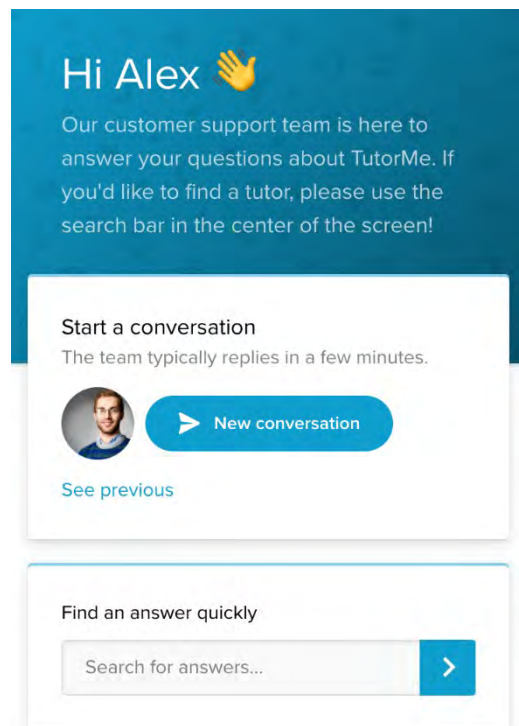 Hi Alex 👋
Our customer support team is here to
answer your questions about TutorMe. If
you'd like to find a tutor, please use the
search bar in the center of the screen!
Start a conversation
The team typically replies in a few minutes.
New conversation
See previous
Find an answer quickly
Search for answers...